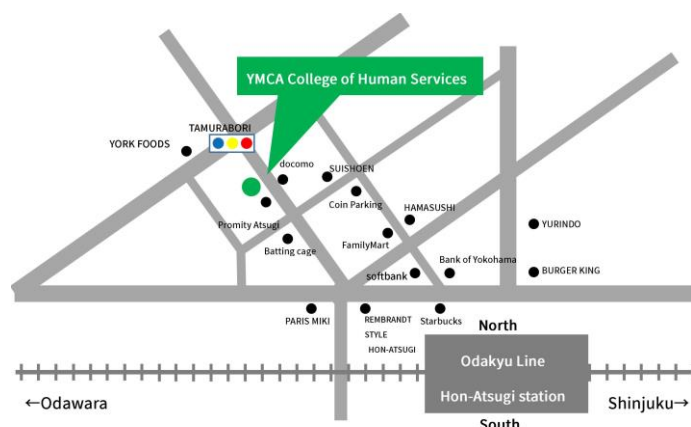 YMCA College of Human Services
TAMURABORI
YORK FOODS
docomo
SUISHOEN
Coin Parking
Promity Atsugi
HAMASUSHI
Batting cage
FamilyMart
YURINDO
softbank
Bank of Yokohama
BURGER KING
PARIS MIKI
REMBRANDT
STYLE
HON-ATSUGI
Starbucks
North
Odakyu Line
Hon-Atsugi station
←Odawara
Shinjuku→
South